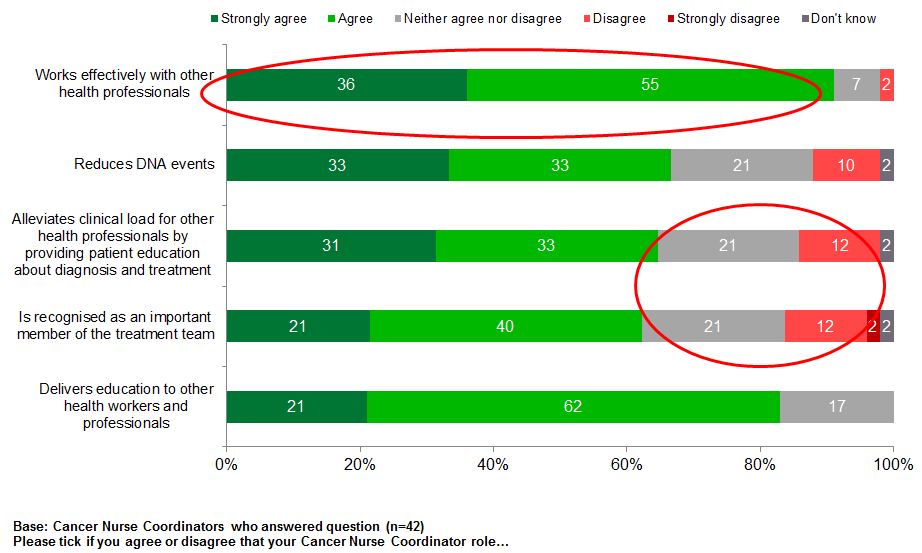 Strongly agree Agree Neither agree nor disagree Disagree Strongly disagree Don't know
Works effectively with other
health professionals
36 55 7 2
Reduces DNA events
33 33 21 10 2
Alleviates clinical load for other
health professionals by
providing patient education
about diagnosis and treatment
31 33 21 12 2
Is recognised as an important
member of the treatment team
21 40 21 12 2 2
Delivers education to other
health workers and
professionals
21 62 17
0% 20% 40% 60% 80% 100%
Base: Cancer Nurse Coordinators who answered question (n=42)
Please tick if you agree or disagree that your Cancer Nurse Coordinator role…